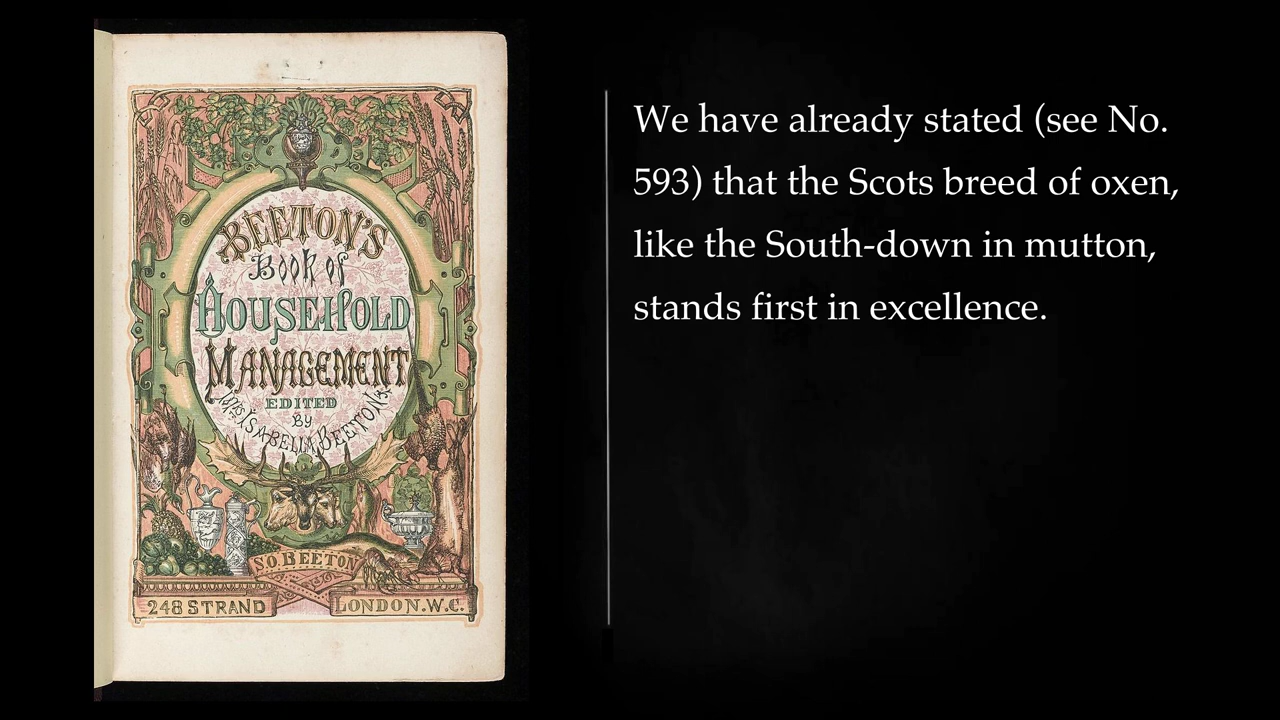 BEETON'S
Book of
HOUSEHOLD
MANAGEMENT
EDITED
BY
MRS ISABELLA BEETON
S.O. BEETON
248 STRAND
LONDON. W.C.
We have already stated (see No.
593) that the Scots breed of oxen,
like the South-down in mutton,
stands first in excellence.